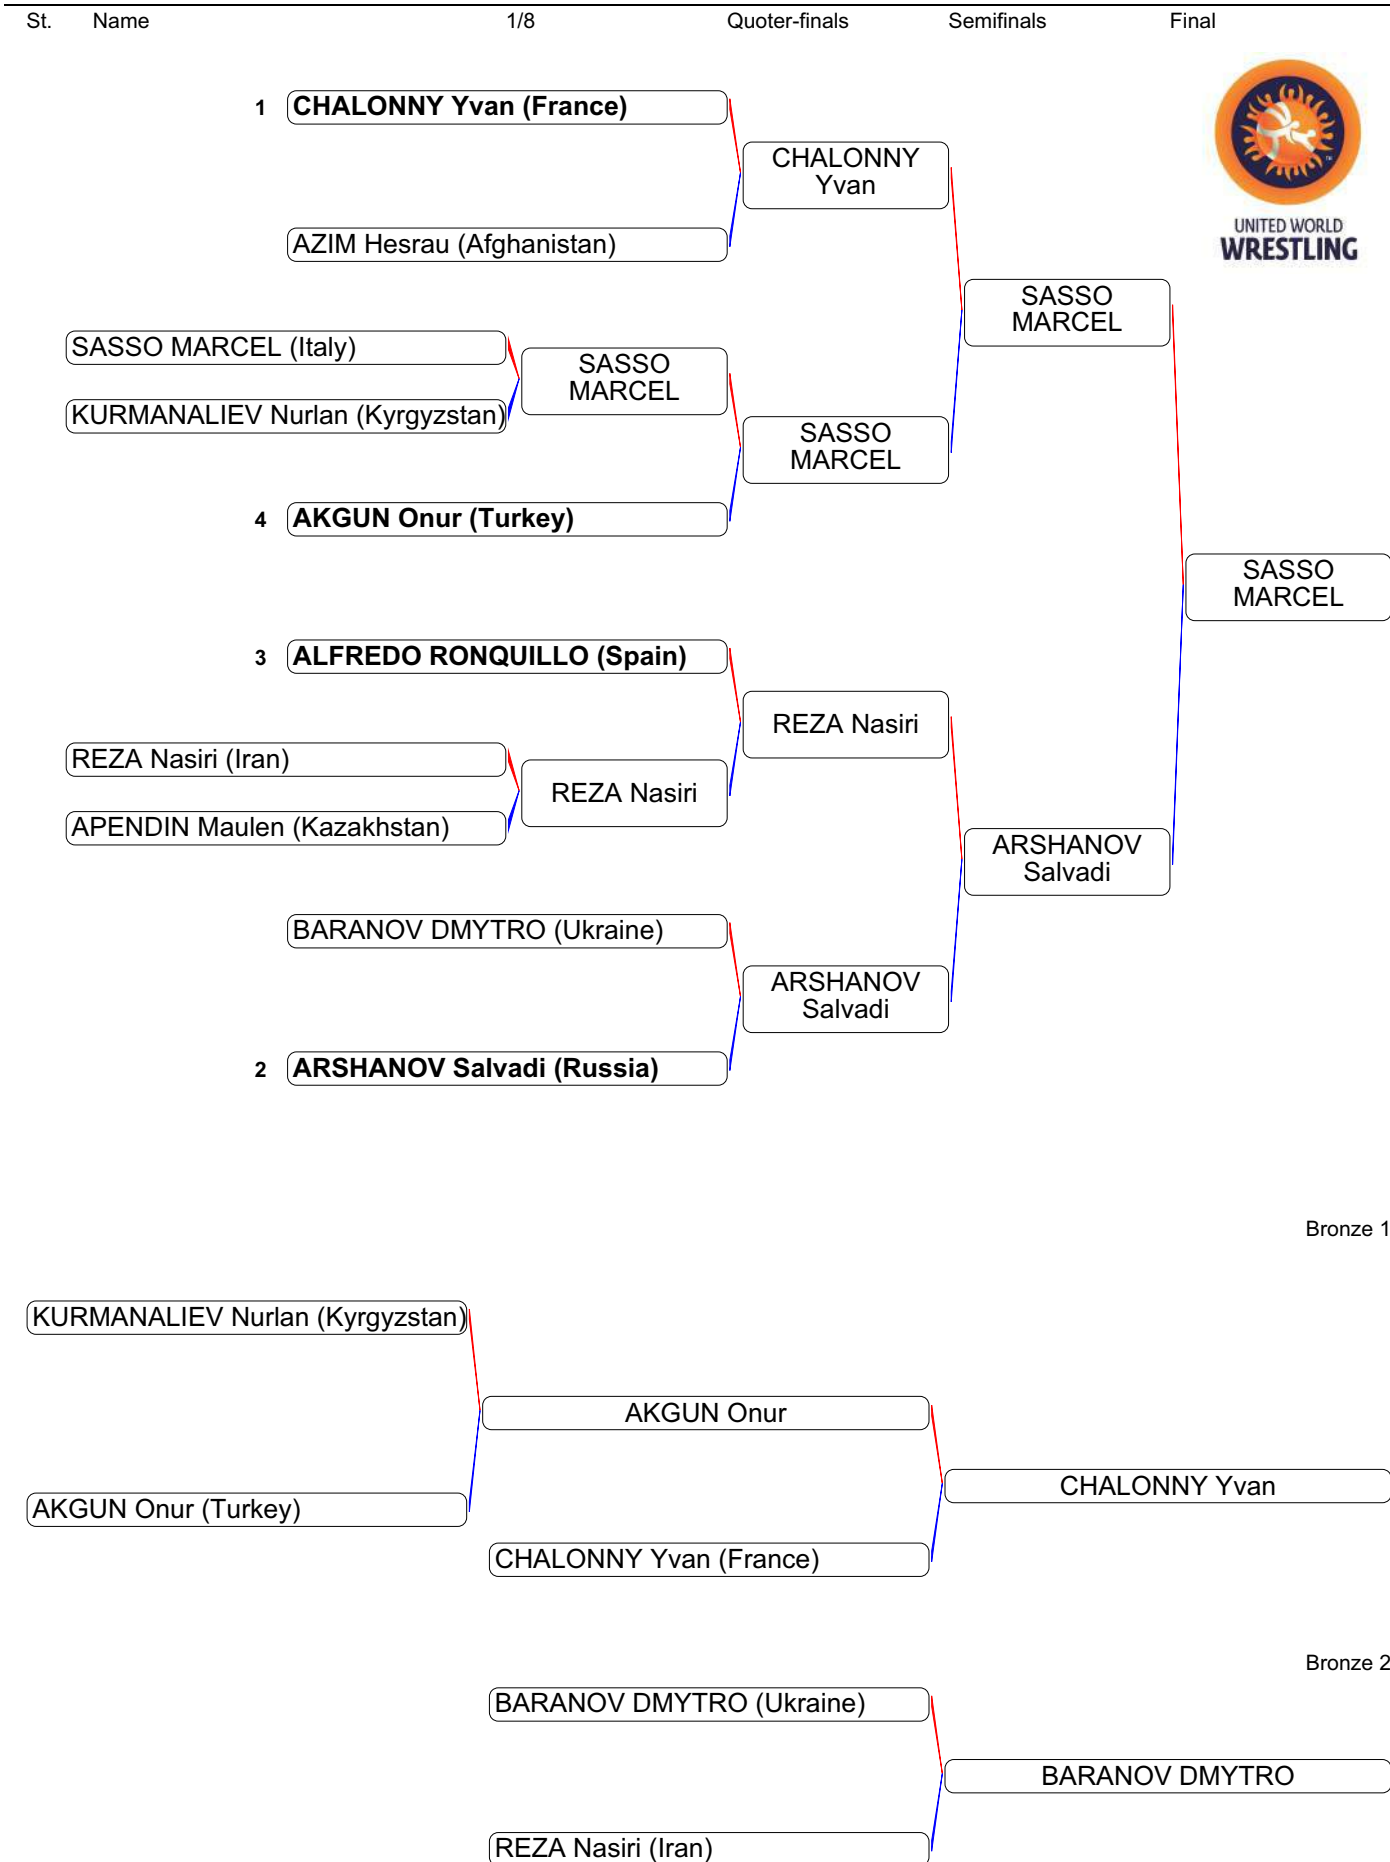 St. Name 1/8 Quoter-finals Semifinals Final
1 CHALONNY Yvan (France)
CHALONNY
Yvan
UNITED WORLD
WRESTLING
AZIM Hesrau (Afghanistan)
SASSO
MARCEL
SASSO MARCEL (Italy)
SASSO
MARCEL
KURMANALIEV Nurlan (Kyrgyzstan)
SASSO
MARCEL
4 AKGUN Onur (Turkey)
SASSO
MARCEL
3 ALFREDO RONQUILLO (Spain)
REZA Nasiri
REZA Nasiri (Iran)
REZA Nasiri
APENDIN Maulen (Kazakhstan)
ARSHANOV
Salvadi
BARANOV DMYTRO (Ukraine)
ARSHANOV
Salvadi
2 ARSHANOV Salvadi (Russia)
Bronze 1
KURMANALIEV Nurlan (Kyrgyzstan)
AKGUN Onur
CHALONNY Yvan
AKGUN Onur (Turkey)
CHALONNY Yvan (France)
Bronze 2
BARANOV DMYTRO (Ukraine)
BARANOV DMYTRO
REZA Nasiri (Iran)